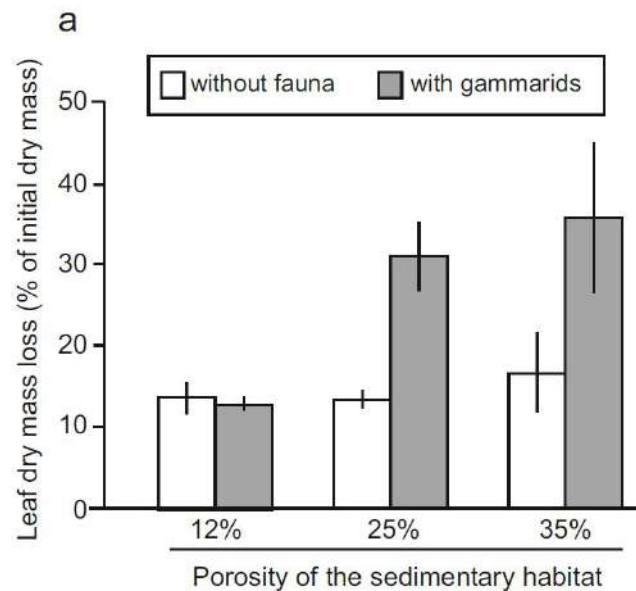 a
without fauna
with gammarids
Leaf dry mass loss (% of initial dry mass)
50
40
30
20
10
0
12%
25%
35%
Porosity of the sedimentary habitat